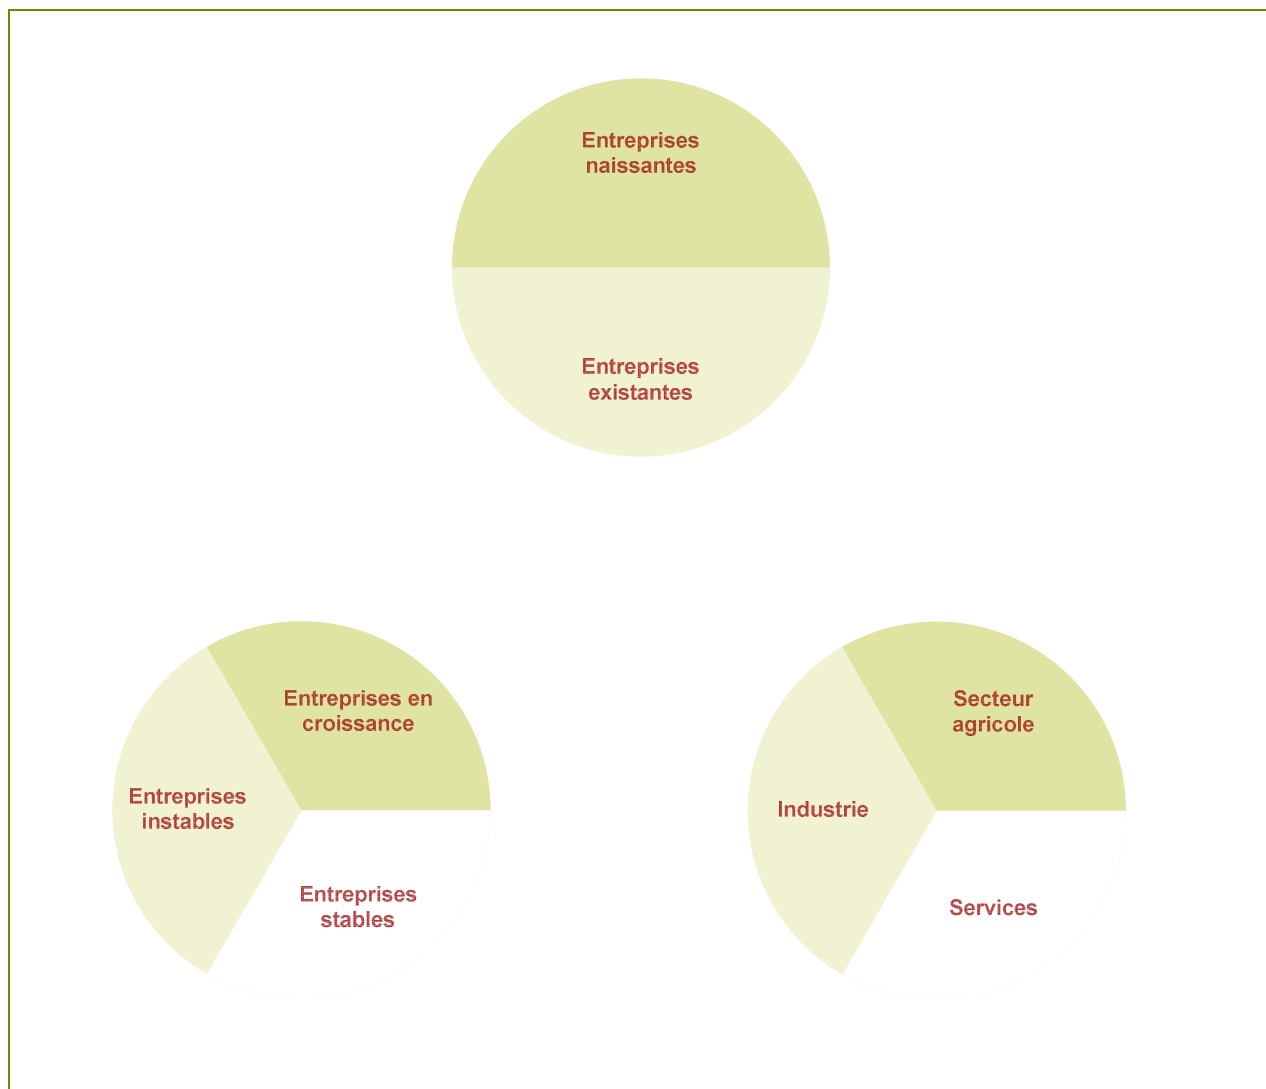 Entreprises
naissantes
Entreprises
existantes
Entreprises en
croissance
Entreprises
instables
Entreprises
stables
Secteur
agricole
Industrie
Services